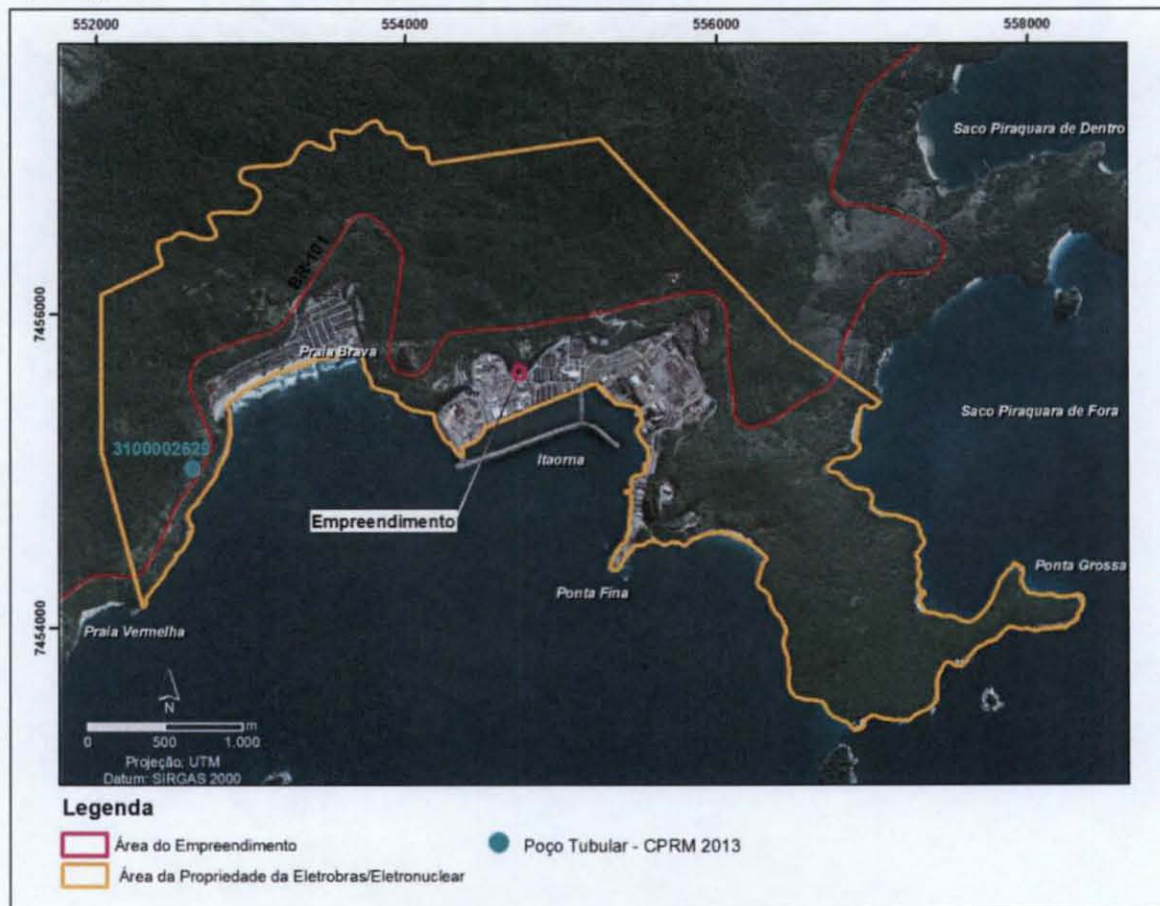 552000
554000
556000
558000
7456000
7454000
Saco Piraquara de Dentro
BR-101
Praia Brava
Saco Piraquara de Fora
3100002629
Itaorna
Empreendimento
Ponta Grossa
Ponta Fina
Praia Vermelha
N
m
0 500 1.000
Projeção, UTM
Datum: SIRGAS 2000
Legenda
Área do Empreendimento
Poço Tubular - CPRM 2013
Área da Propriedade da Eletrobras/Eletronuclear